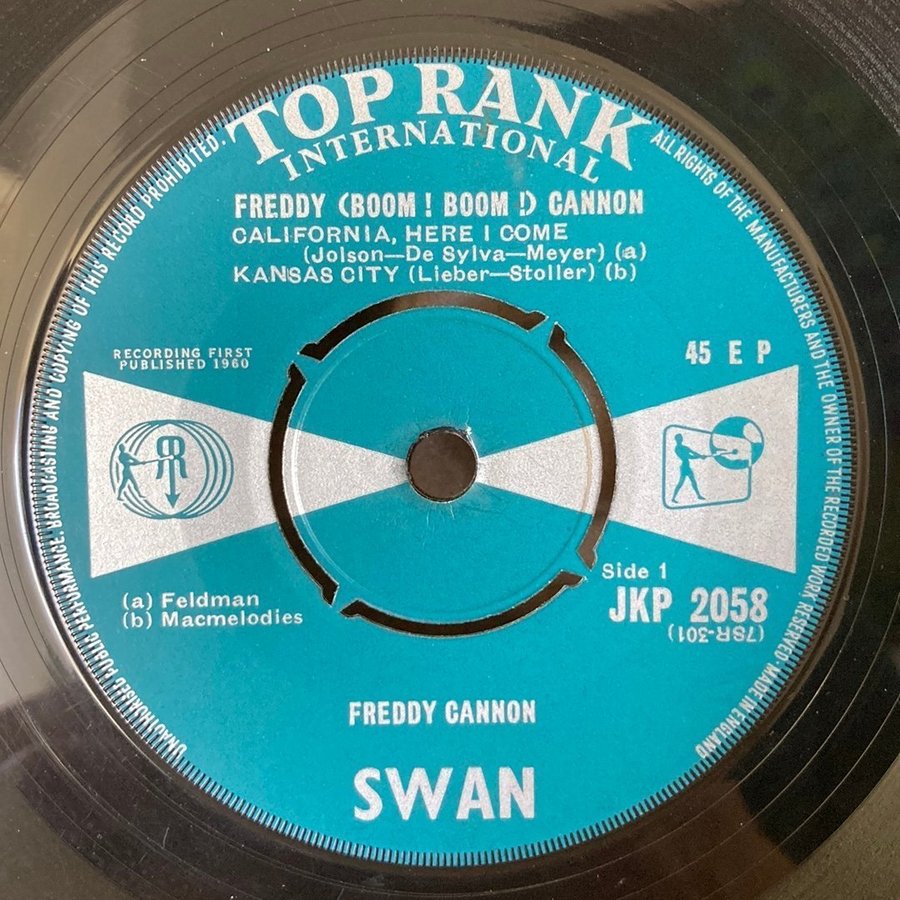 TOP RANK
INTERNATIONAL
FREDDY (BOOM ! BOOM !) CANNON
CALIFORNIA, HERE I COME
(Jolson—De Sylva—Meyer) (a)
KANSAS CITY (Lieber—Stoller) (b)
RECORDING FIRST
PUBLISHED 1960
45 E P
R
Side 1
JKP 2058
(7SR-301)
(a) Feldman
(b) Macmelodies
FREDDY CANNON
SWAN
UNAUTHORISED PUBLIC PERFORMANCE, BROADCASTING AND COPYING OF THIS RECORD PROHIBITED.
ALL RIGHTS OF THE MANUFACTURERS AND THE OWNER OF THE RECORDED WORK RESERVED · MADE IN ENGLAND